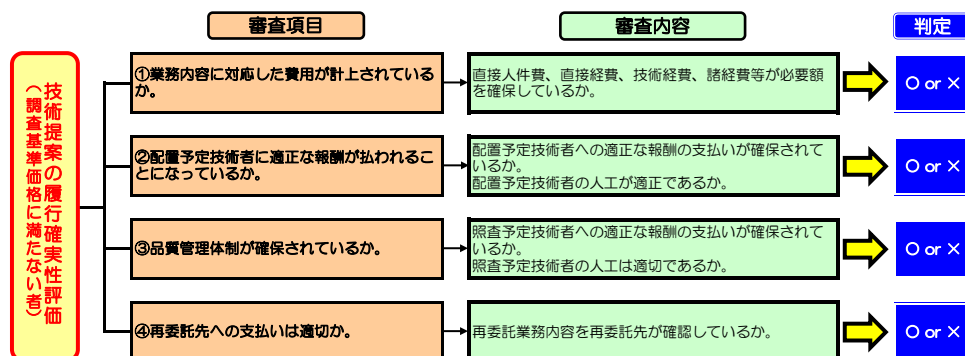 審査項目
審査内容
判定
技術提案の履行確実性評価
（調査基準価格に満たない者）
①業務内容に対応した費用が計上されている
か。
直接人件費、直接経費、技術経費、諸経費等が必要額
を確保しているか。
○ or ×
②配置予定技術者に適正な報酬が払われるこ
とになっているか。
配置予定技術者への適正な報酬の支払いが確保されて
いるか。
配置予定技術者の人工が適正であるか。
○ or ×
③品質管理体制が確保されているか。
照査予定技術者への適正な報酬の支払いが確保されて
いるか。
照査予定技術者の人工は適切であるか。
○ or ×
④再委託先への支払いは適切か。
再委託業務内容を再委託先が確認しているか。
○ or ×